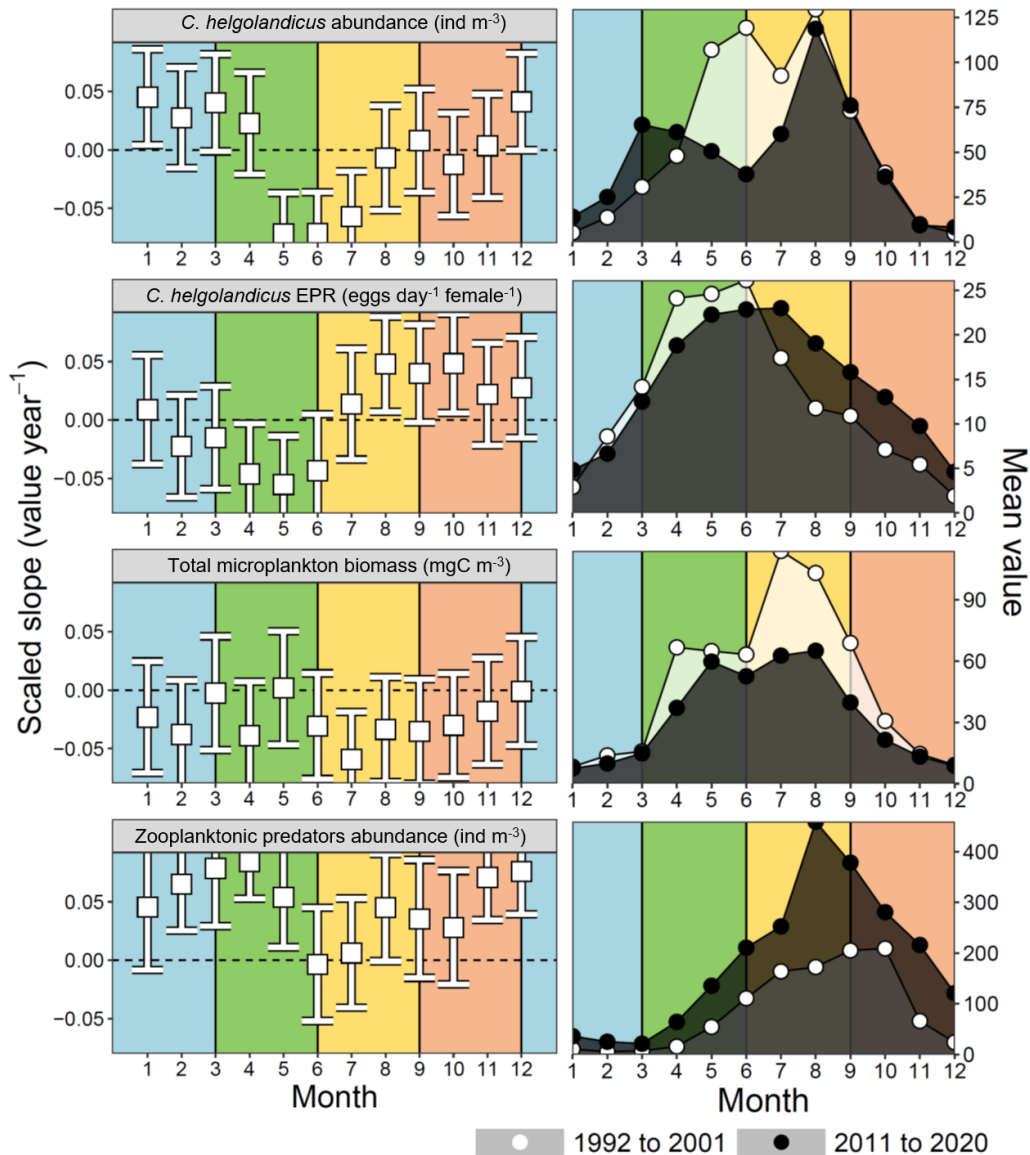 C. helgolandicus abundance (ind m-3)
0.05
0.00
−0.05
1 2 3 4 5 6 7 8 9 10 11 12
125
100
75
50
25
0
1 2 3 4 5 6 7 8 9 10 11 12
C. helgolandicus EPR (eggs day-1 female-1)
0.05
0.00
−0.05
1 2 3 4 5 6 7 8 9 10 11 12
25
20
15
10
5
0
1 2 3 4 5 6 7 8 9 10 11 12
Total microplankton biomass (mgC m-3)
0.05
0.00
−0.05
1 2 3 4 5 6 7 8 9 10 11 12
90
60
30
0
1 2 3 4 5 6 7 8 9 10 11 12
Zooplanktonic predators abundance (ind m-3)
0.05
0.00
−0.05
1 2 3 4 5 6 7 8 9 10 11 12
400
300
200
100
0
1 2 3 4 5 6 7 8 9 10 11 12
Scaled slope (value year−1)
Mean value
Month
Month
1992 to 2001
2011 to 2020